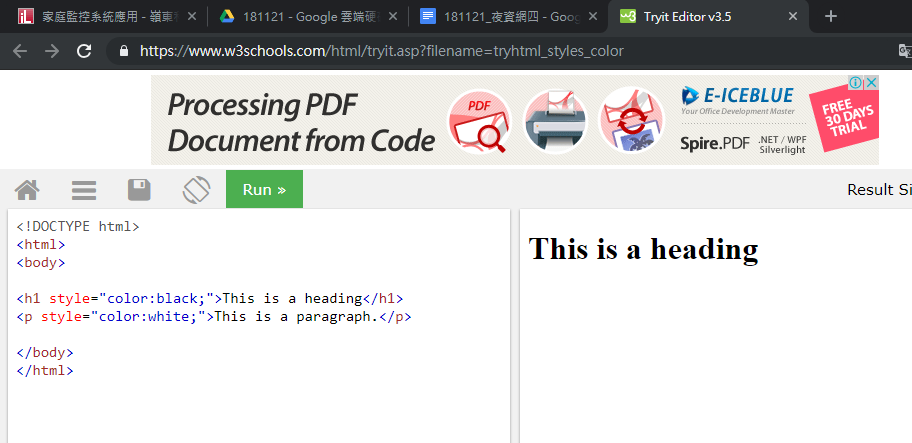 家庭監控系統應用 - 嶺東科
181121 - Google 雲端硬碟
181121_夜資網四 - Goog
Tryit Editor v3.5
https://www.w3schools.com/html/tryit.asp?filename=tryhtml_styles_color
Processing PDF
Document from Code
PDF
E-ICEBLUE
Your Office Development Master
Spire.PDF
.NET / WPF
Silverlight
FREE
30 DAYS
TRIAL
Run »
Result Si
<!DOCTYPE html>
<html>
<body>
<h1 style="color:black;">This is a heading</h1>
<p style="color:white;">This is a paragraph.</p>
</body>
</html>
This is a heading